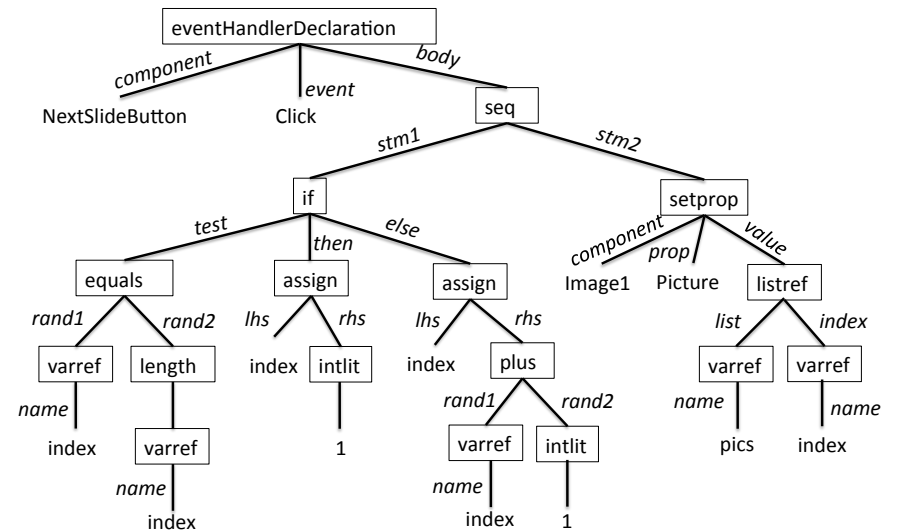 eventHandlerDeclaration
component
event
body
NextSlideButton
Click
seq
stm1
stm2
if
setprop
test
then
else
component
prop
value
equals
assign
assign
Image1
Picture
listref
rand1
rand2
lhs
rhs
lhs
rhs
list
index
varref
length
index
intlit
index
plus
varref
varref
name
rand1
rand2
name
name
index
varref
1
varref
intlit
pics
index
name
name
index
index
1